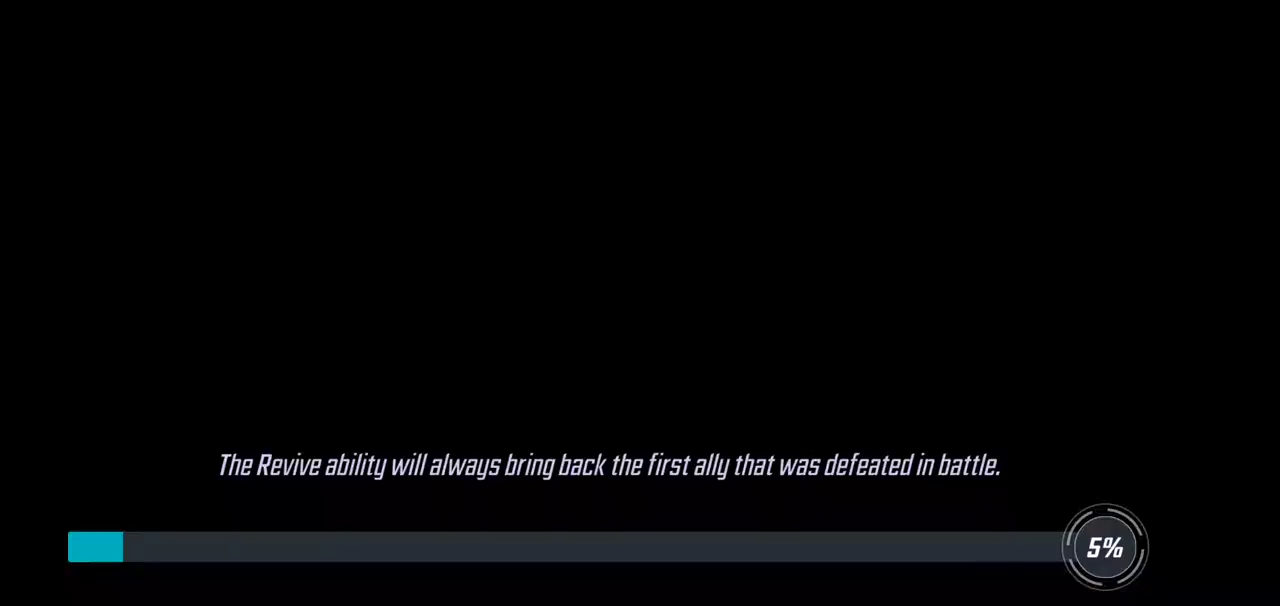 The Revive ability will always bring back the first ally that was defeated in battle.
5%